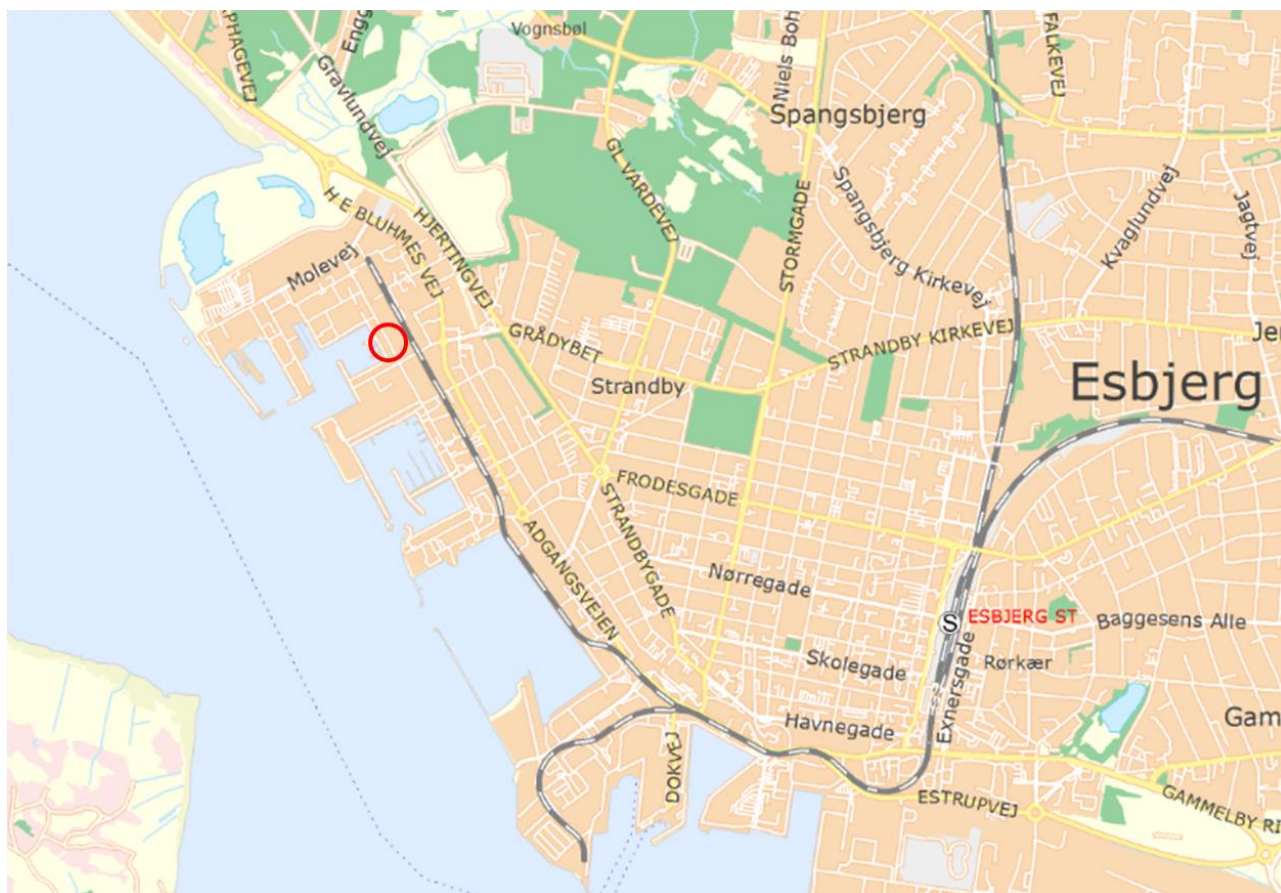 APHAGEVEJ
Engg
Gravlundvej
Vognsbøl
Niels Boh
FALKEVEJ
Spangsbjerg
GL VARDEVEJ
STORMGADE
Spangsbjerg Kirkevej
Kvaglundvej
Jagtvej
H E BLUHMES VEJ
HJERTINGVEJ
Molevej
GRÅDYBET
Strandby
STRANDBY KIRKEVEJ
Jer
Esbjerg
FRODESGADE
STRANDBYGADE
ADGANGSVEJEN
Nørregade
S
ESBJERG ST
Baggesens Alle
Skolegade
Rørkær
Exnersgade
Havnegade
Gam
DOKVEJ
ESTRUPVEJ
GAMMELBY RI